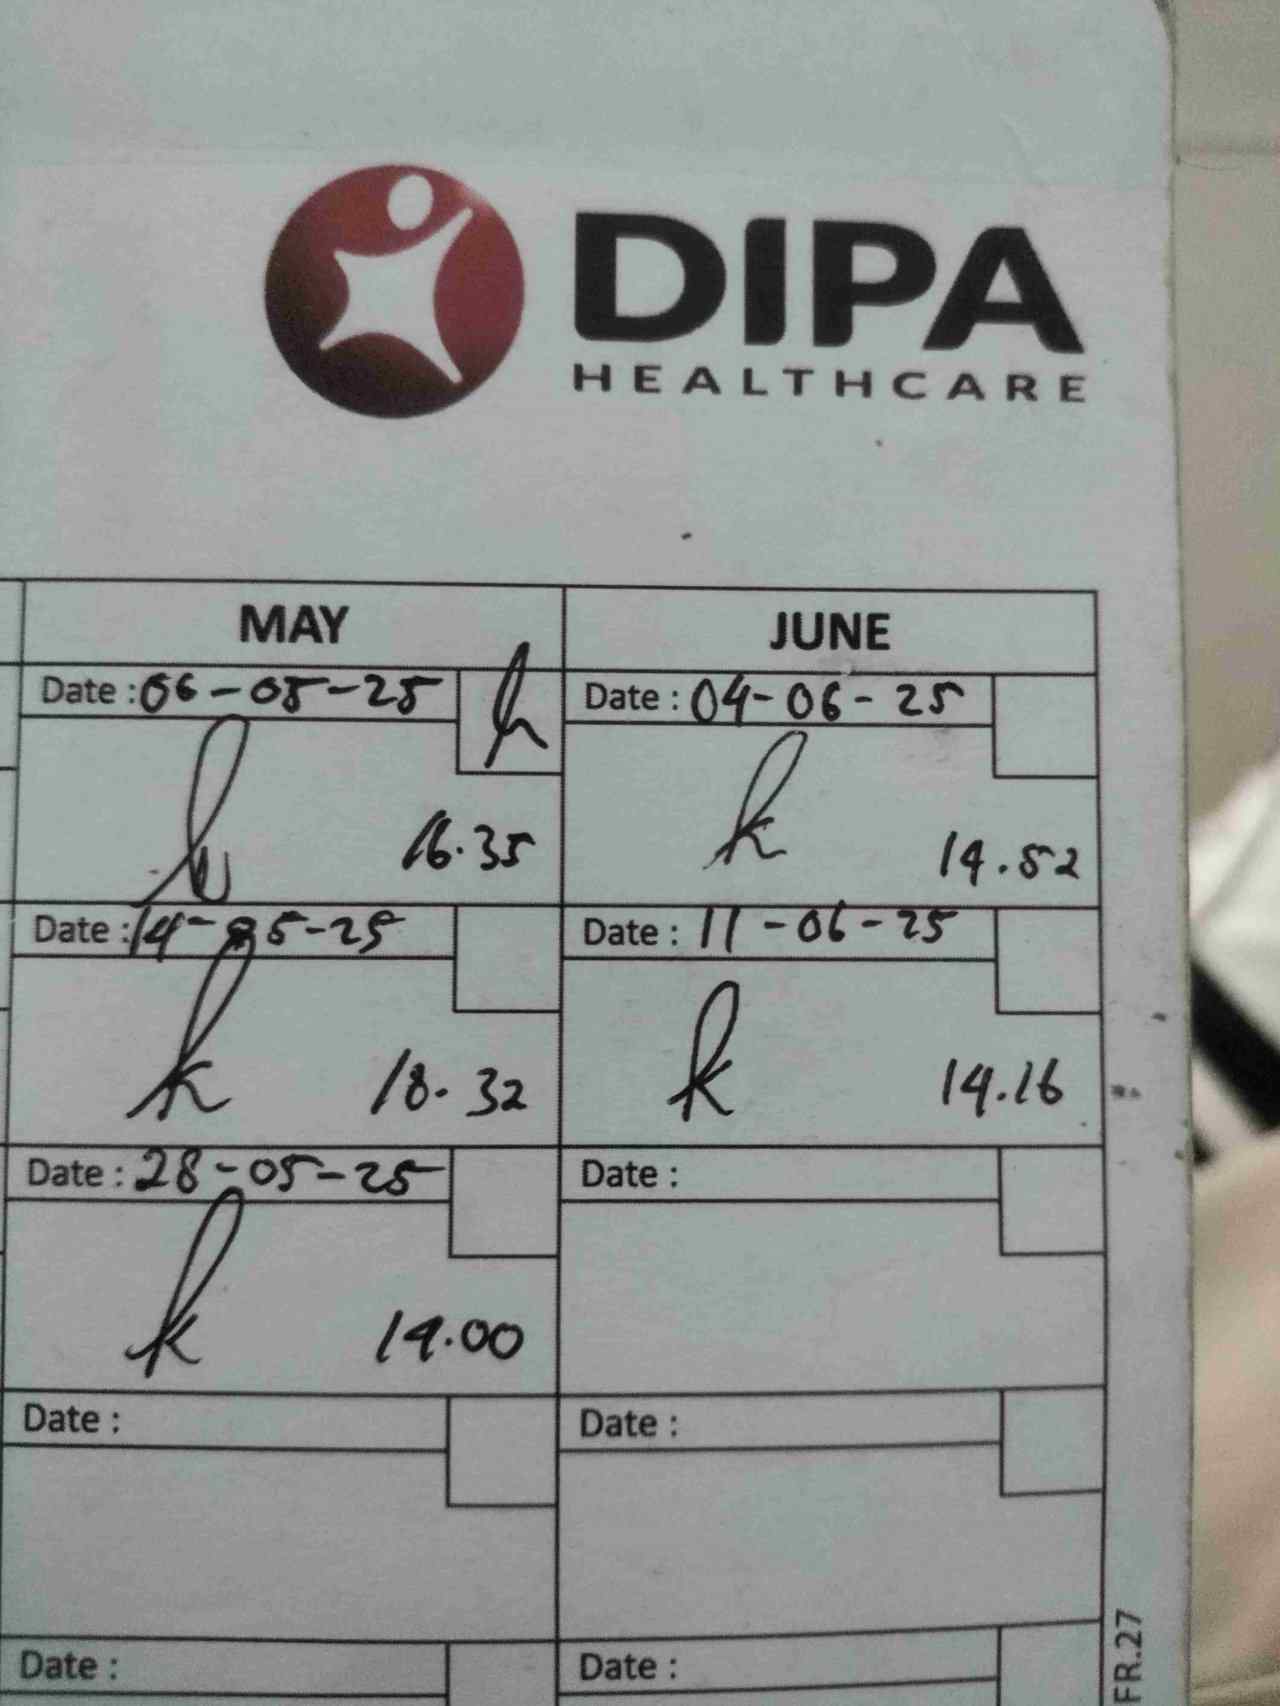 DIPA
HEALTHCARE
MAY JUNE
Date : 06-05-25 Date : 04-06-25
16.35 14.52
Date : 14-05-25 Date : 11-06-25
18.32 14.16
Date : 28-05-25 Date :
19.00
Date : Date :
Date : Date :
FR.27